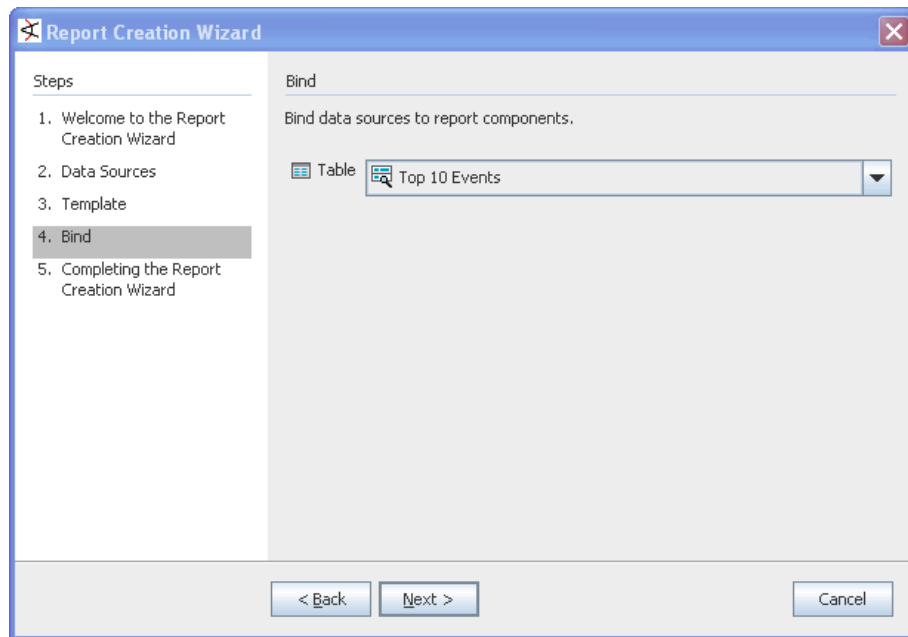 Report Creation Wizard
Steps
1. Welcome to the Report
Creation Wizard
2. Data Sources
3. Template
4. Bind
5. Completing the Report
Creation Wizard
Bind
Bind data sources to report components.
Table
Top 10 Events
< Back
Next >
Cancel